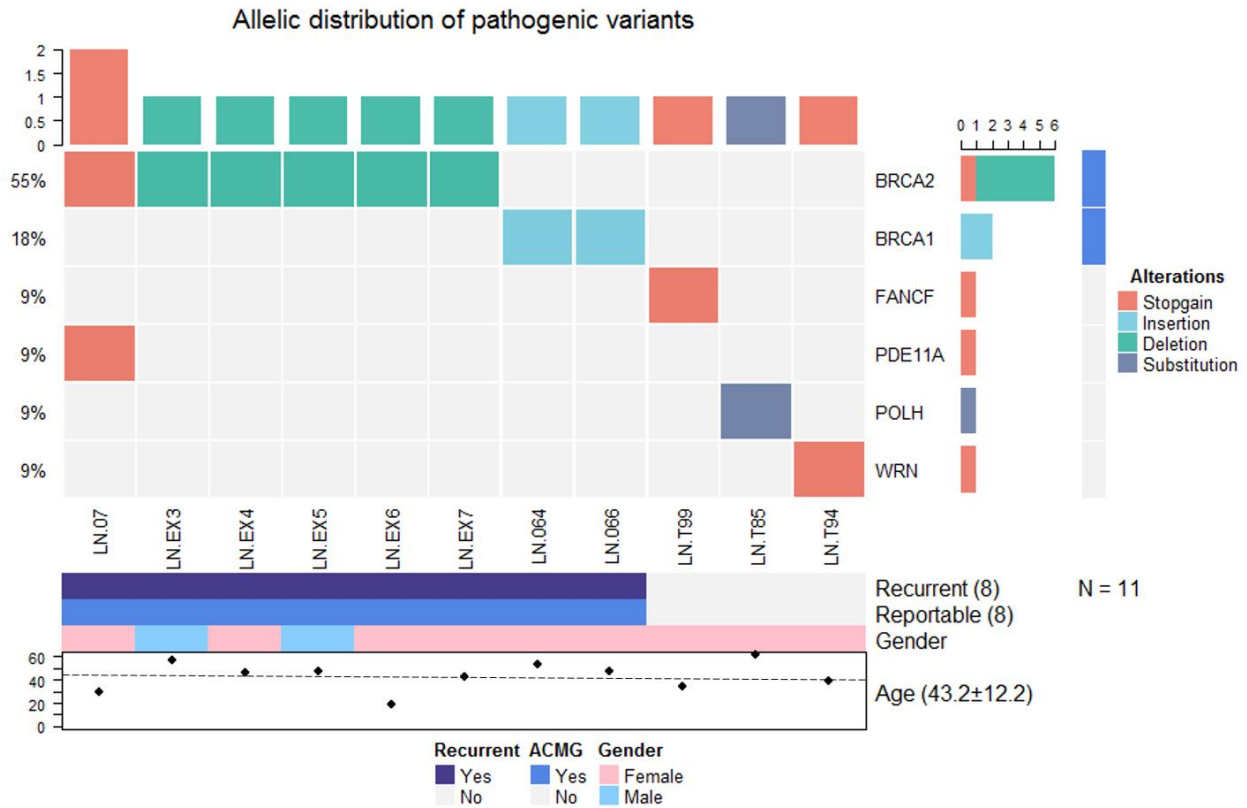 Allelic distribution of pathogenic variants
2
1.5
1
0.5
0
0 1 2 3 4 5 6
55% BRCA2
18% BRCA1
9% FANCF
9% PDE11A
9% POLH
9% WRN
Alterations
Stopgain
Insertion
Deletion
Substitution
LN.07 LN.EX3 LN.EX4 LN.EX5 LN.EX6 LN.EX7 LN.064 LN.066 LN.T99 LN.T85 LN.T94
Recurrent (8) N = 11
Reportable (8)
Gender
60
40
20
0
Age (43.2±12.2)
Recurrent ACMG Gender
Yes Yes Female
No No Male